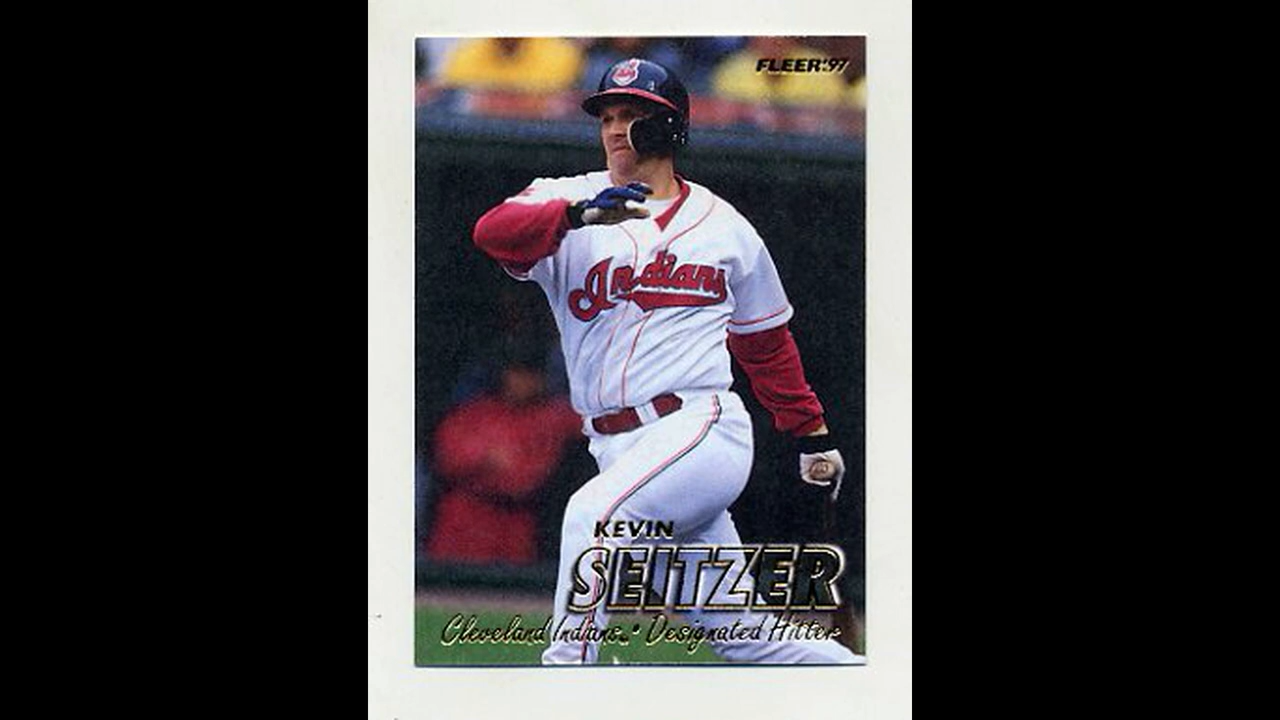 FLEER'97
Indians
KEVIN
SEITZER
Cleveland Indians • Designated Hitter